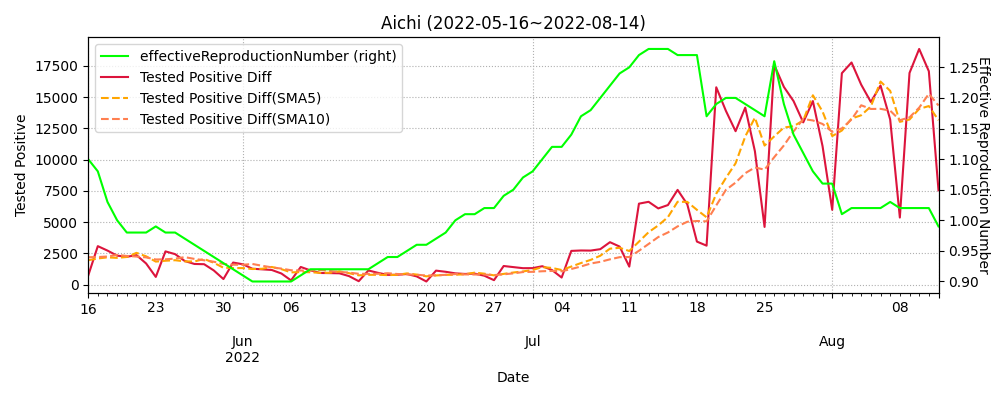 Aichi (2022-05-16~2022-08-14)
effectiveReproductionNumber (right)
Tested Positive Diff
Tested Positive Diff(SMA5)
Tested Positive Diff(SMA10)
Tested Positive
17500
15000
12500
10000
7500
5000
2500
0
Effective Reproduction Number
1.25
1.20
1.15
1.10
1.05
1.00
0.95
0.90
16 23 30 06 13 20 27 04 11 18 25 08
Jun Jul Aug
2022
Date